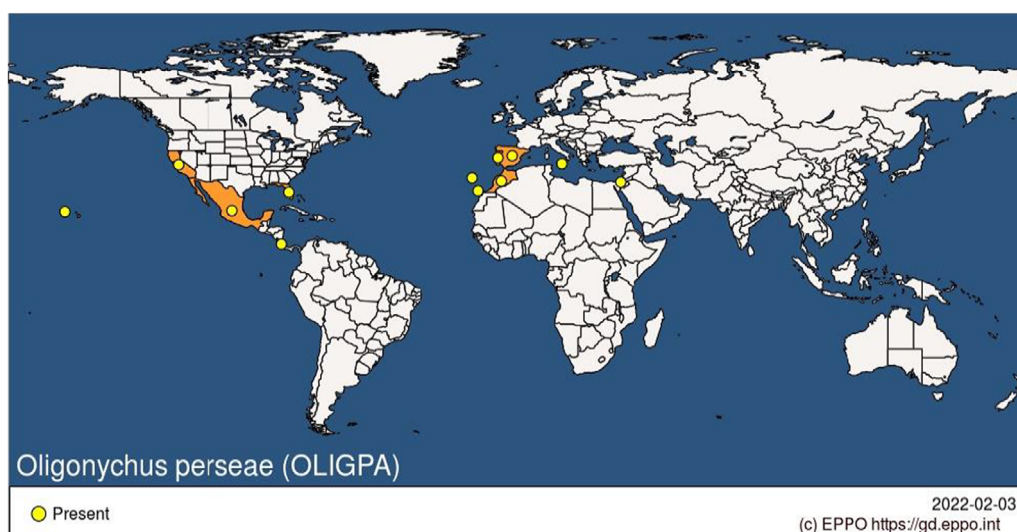 Oligonychus perseae (OLIGPA)
Present
2022-02-03
(c) EPPO https://gd.eppo.int